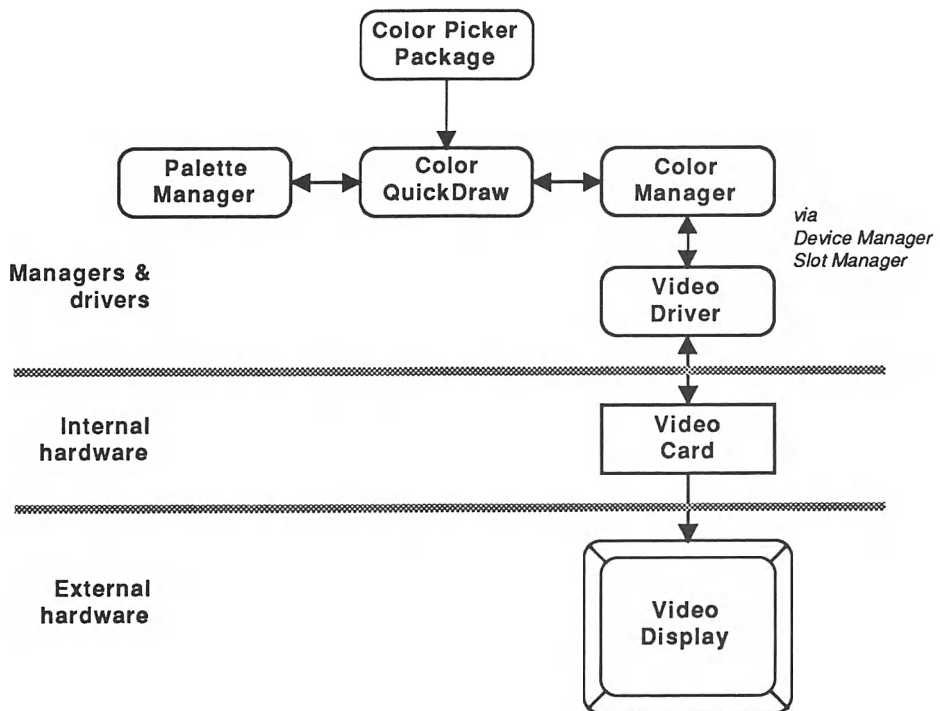 Color Picker
Package
Palette
Manager
Color
QuickDraw
Color
Manager
via
Device Manager
Slot Manager
Managers &
drivers
Video
Driver
Internal
hardware
Video
Card
External
hardware
Video
Display